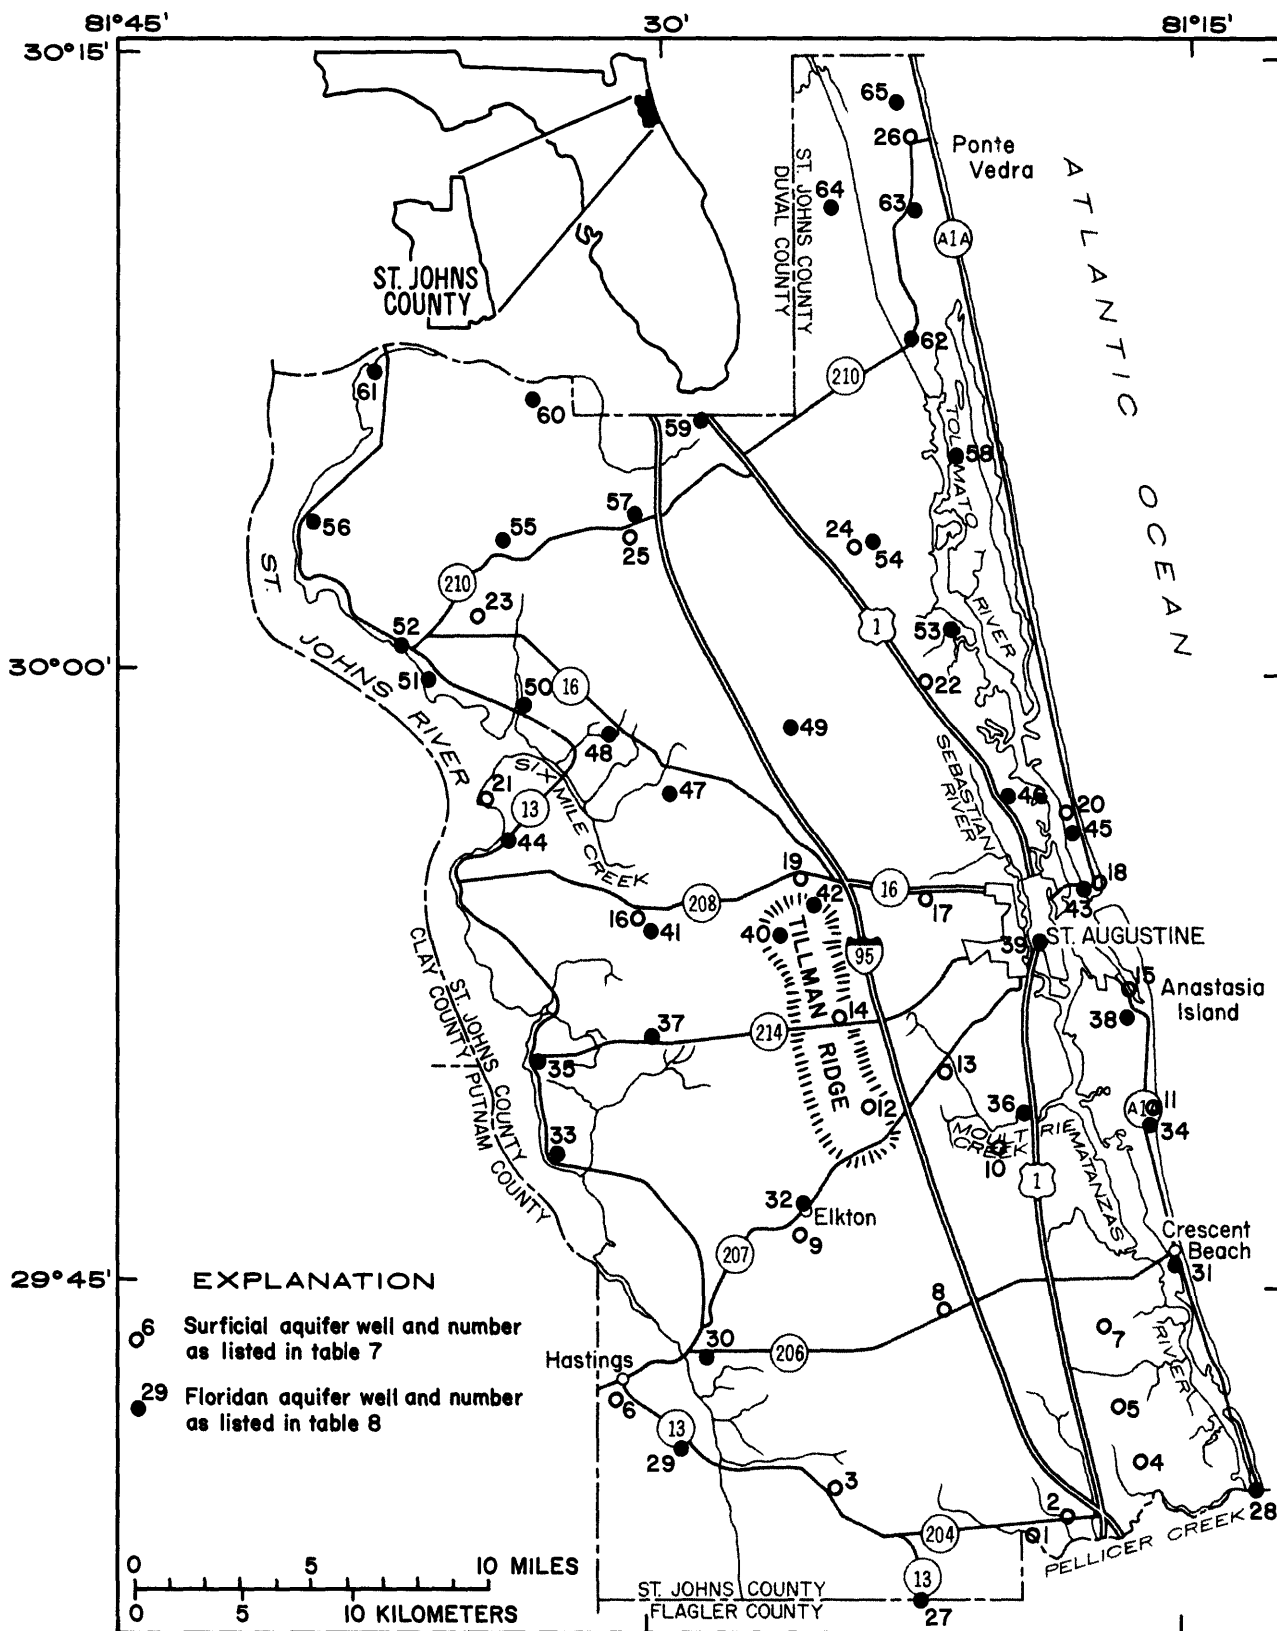 81°45'
30'
81°15'
30°15'
65
26
Ponte
Vedra
ST. JOHNS COUNTY
DUVAL COUNTY
64
63
A1A
ATLANTIC OCEAN
ST. JOHNS
COUNTY
62
210
61
60
59
TOLOMATO RIVER
58
57
56
55
25
24
54
210
23
1
53
ST. JOHNS RIVER
52
30°00'
51
50
16
22
49
48
SEBASTIAN
RIVER
SIX MILE CREEK
21
47
46
20
13
45
44
19
18
42
16
43
208
17
16
41
40
TILLMAN RIDGE
39
ST. AUGUSTINE
95
CLAY COUNTY
ST. JOHNS COUNTY
PUTNAM COUNTY
15
Anastasia
Island
14
38
37
214
35
13
12
11
A1A
36
34
MOULTRIE
CREEK
10
MATANZAS RIVER
33
32
Elkton
9
1
207
Crescent
Beach
31
29°45'
EXPLANATION
8
6
Surficial aquifer well and number
as listed in table 7
7
30
206
Hastings
29
Floridan aquifer well and number
as listed in table 8
6
5
13
29
4
3
28
2
204
1
PELLICER CREEK
0 5 10 MILES
0 5 10 KILOMETERS
13
ST. JOHNS COUNTY
FLAGLER COUNTY
27